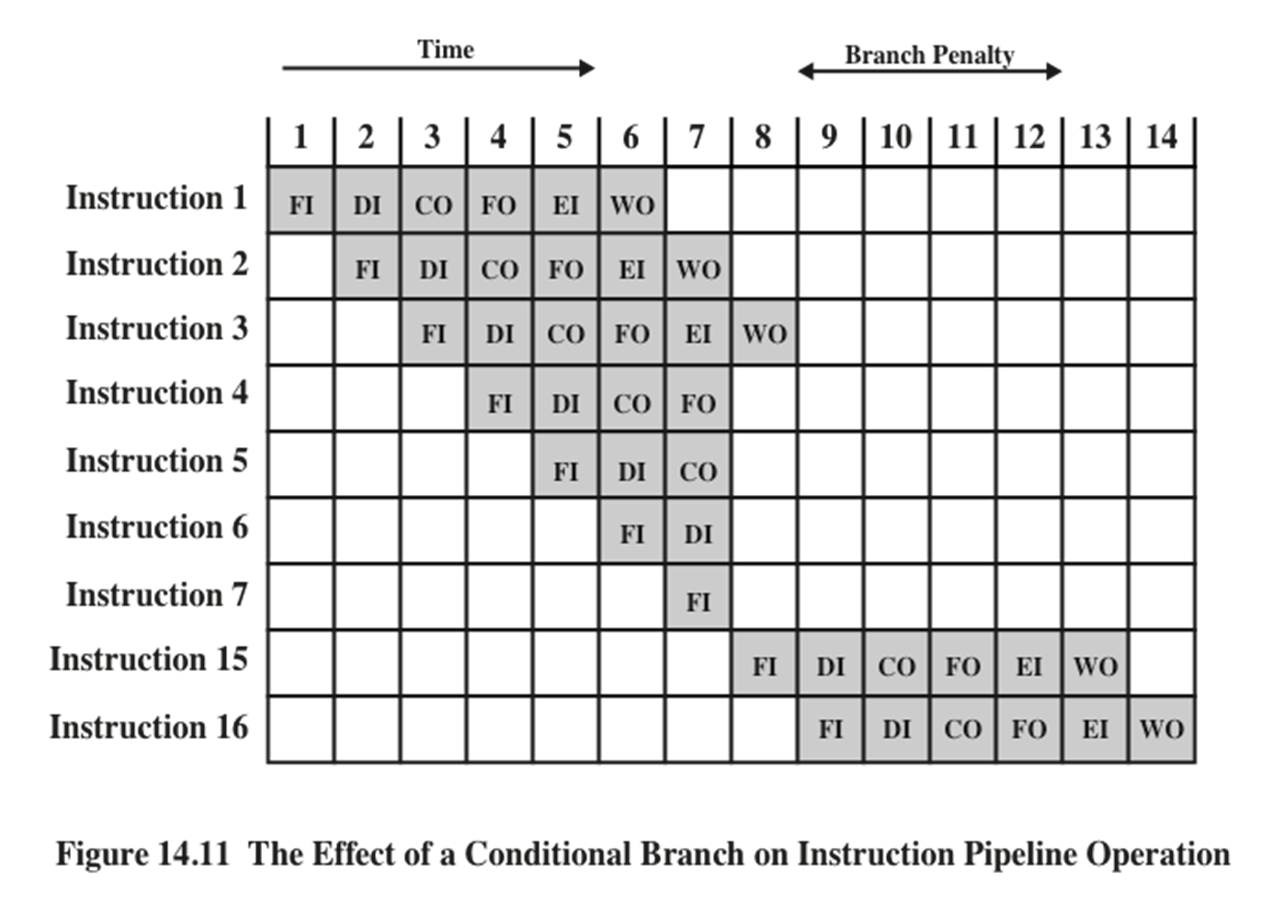 Time Branch Penalty
1 2 3 4 5 6 7 8 9 10 11 12 13 14
Instruction 1 FI DI CO FO EI WO
Instruction 2 FI DI CO FO EI WO
Instruction 3 FI DI CO FO EI WO
Instruction 4 FI DI CO FO
Instruction 5 FI DI CO
Instruction 6 FI DI
Instruction 7 FI
Instruction 15 FI DI CO FO EI WO
Instruction 16 FI DI CO FO EI WO
Figure 14.11 The Effect of a Conditional Branch on Instruction Pipeline Operation